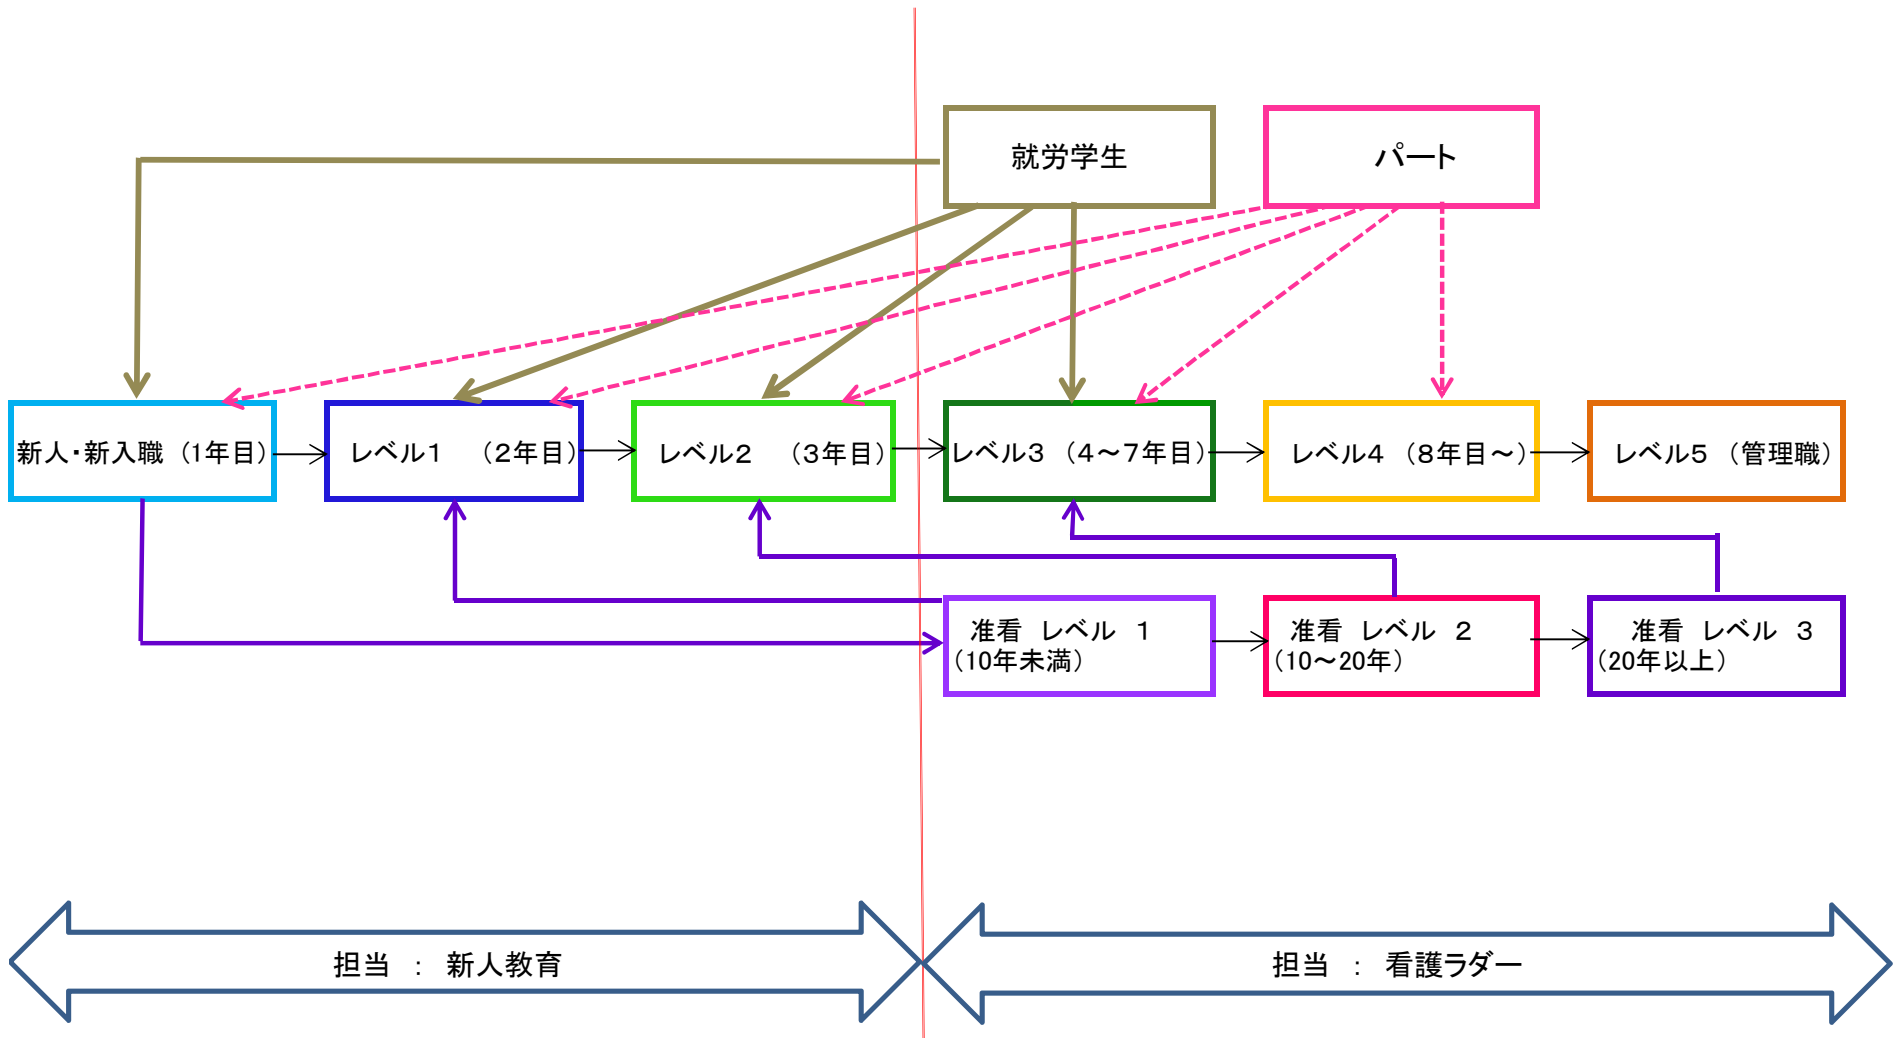 就労学生
パート
新人・新入職（1年目）
レベル１　（２年目）
レベル２　（３年目）
レベル３（４～７年目）
レベル４（８年目～）
レベル５（管理職）
准看　レベル　１
（10年未満）
准看　レベル　２
（10～20年）
准看　レベル　３
（20年以上）
担当　：　新人教育
担当　：　看護ラダー